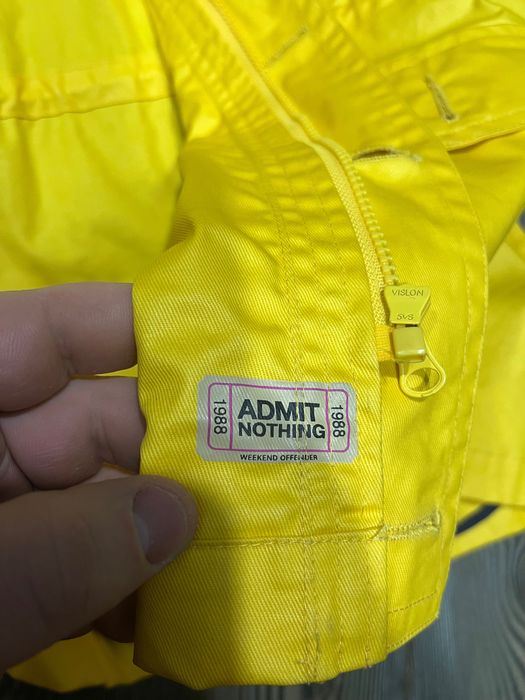 VISLON
SVS
1988
ADMIT
NOTHING
1988
WEEKEND OFFENDER